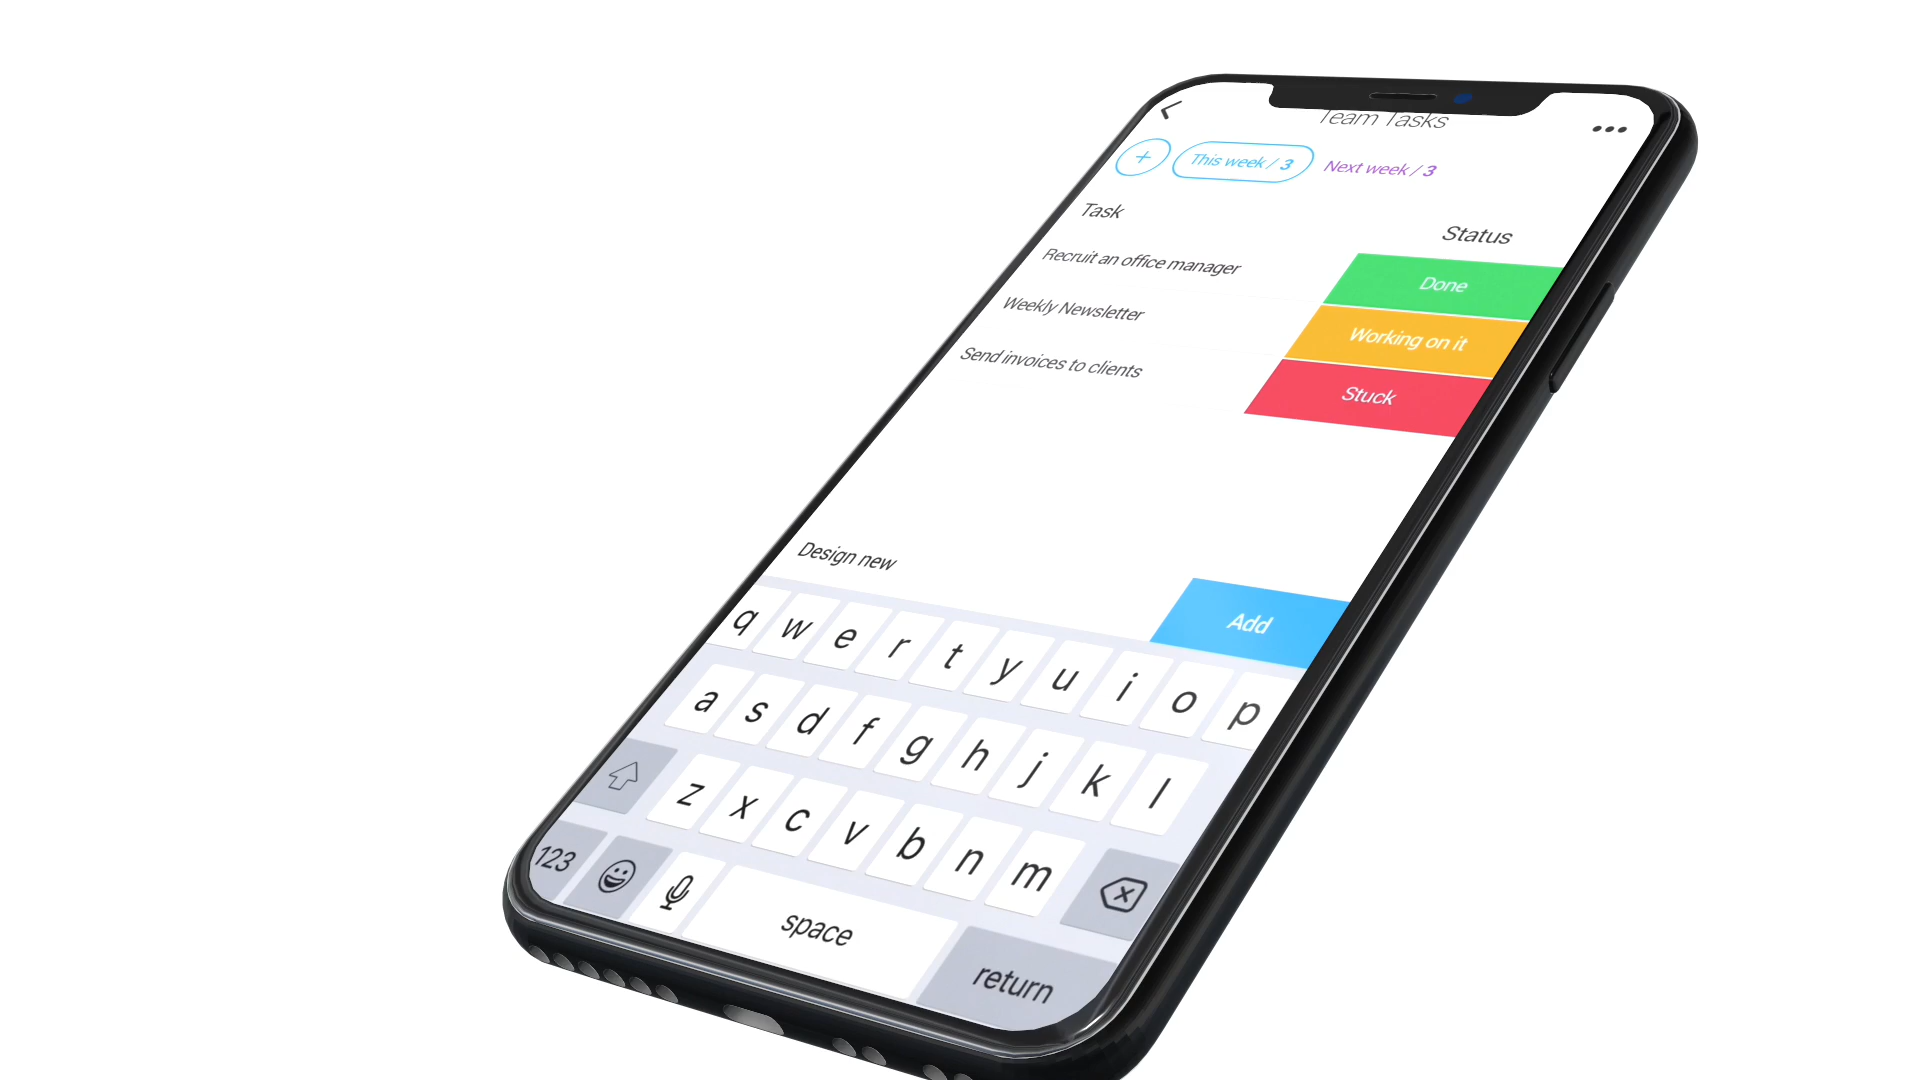 Team Tasks
+ This week / 3 Next week / 3
Task Status
Recruit an office manager Done
Weekly Newsletter Working on it
Send invoices to clients Stuck
Design new Add
q w e r t y u i o p
a s d f g h j k l
z x c v b n m
123 space return